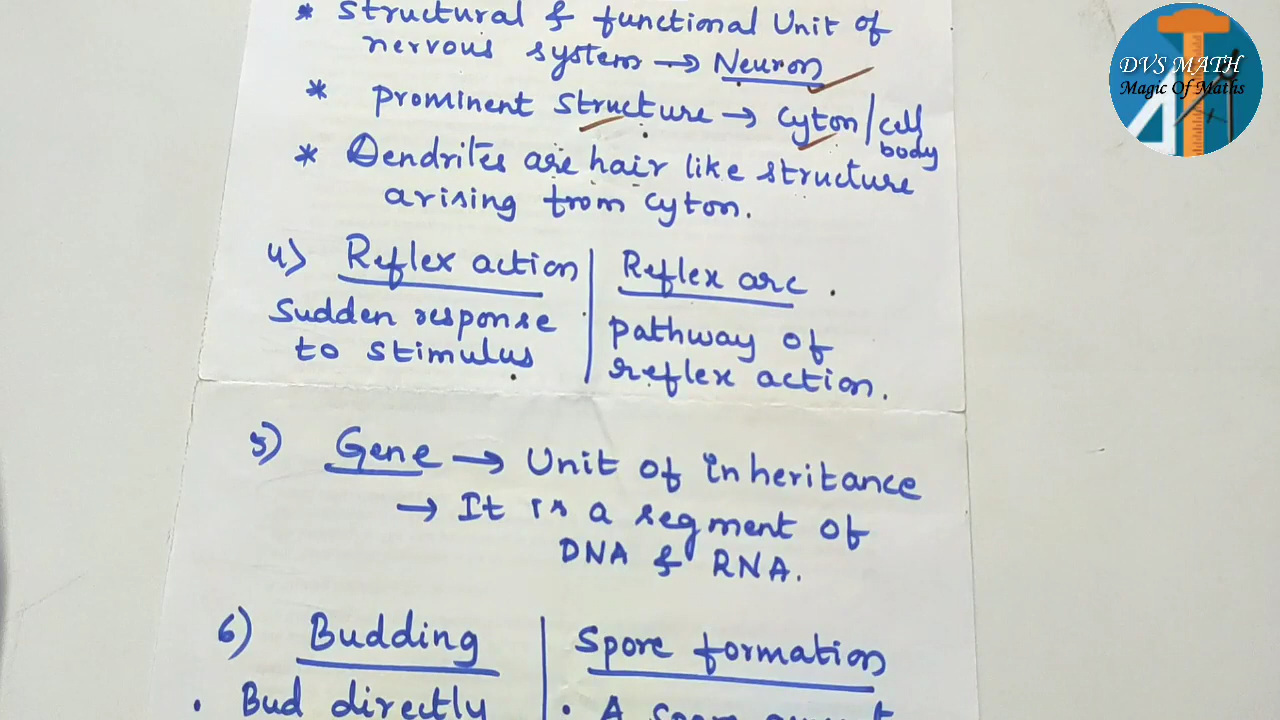 * Structural & functional Unit of
nervous system → Neuron
* prominent structure → Cyton/cell
body
* Dendrites are hair like structure
arising from cyton.
4) Reflex action | Reflex arc.
Sudden response | pathway of
to stimulus | reflex action.
5) Gene → Unit of inheritance
→ It is a segment of
DNA & RNA.
6) Budding | Spore formation
. Bud directly | . A
DVS MATH
Magic Of Maths